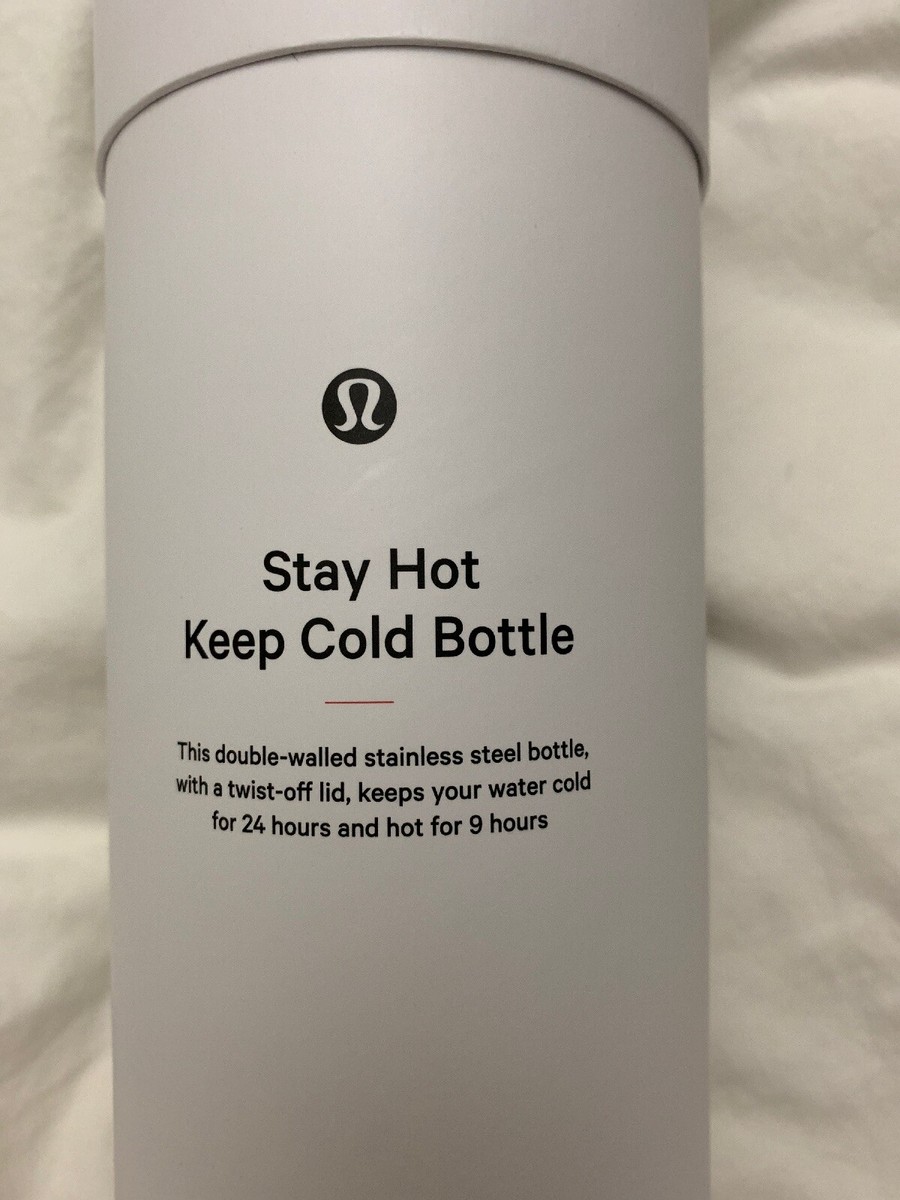 Stay Hot
Keep Cold Bottle
This double-walled stainless steel bottle,
with a twist-off lid, keeps your water cold
for 24 hours and hot for 9 hours